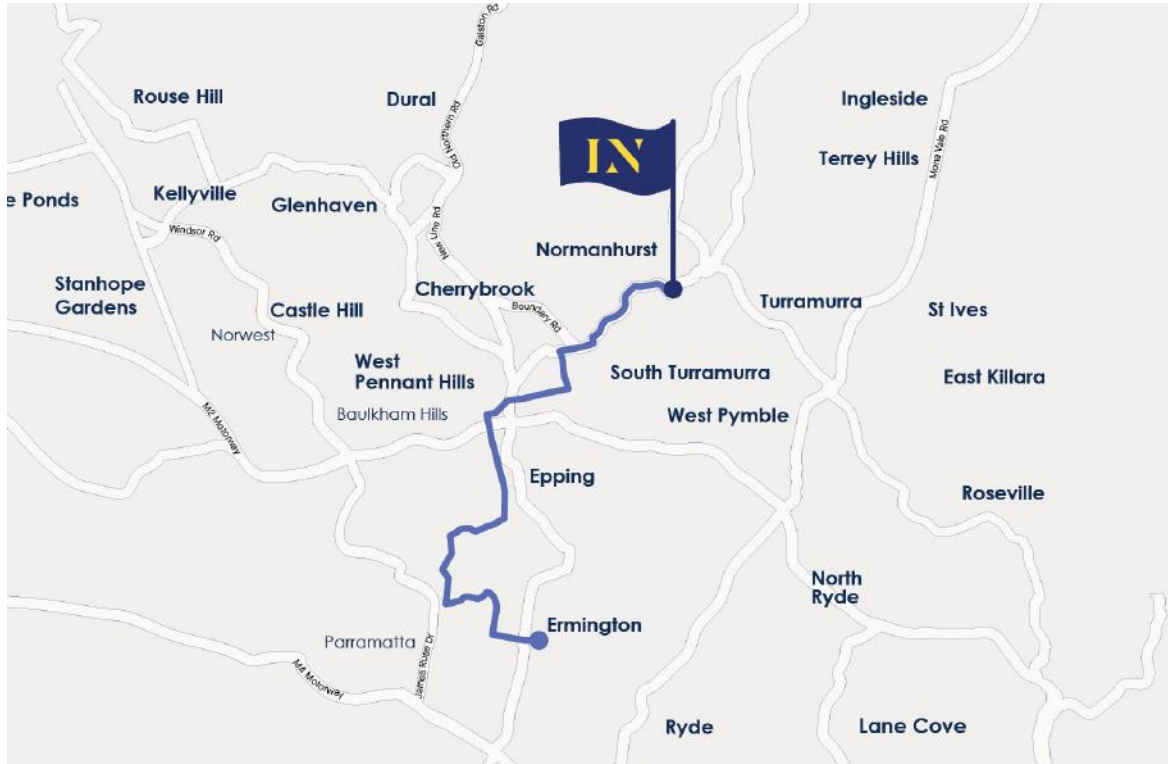 Galston Rd
Rouse Hill
Dural
Ingleside
Old Northern Rd
Mona Vale Rd
IN
Terrey Hills
e Ponds
Kellyville
Glenhaven
Windsor Rd
New Line Rd
Normanhurst
Stanhope
Gardens
Cherrybrook
Turramurra
St Ives
Castle Hill
Boundary Rd
Norwest
West
Pennant Hills
South Turramurra
East Killara
Baulkham Hills
West Pymble
M2 Motorway
Epping
Roseville
North
Ryde
Ermington
Parramatta
James Ruse Dr
M4 Motorway
Ryde
Lane Cove